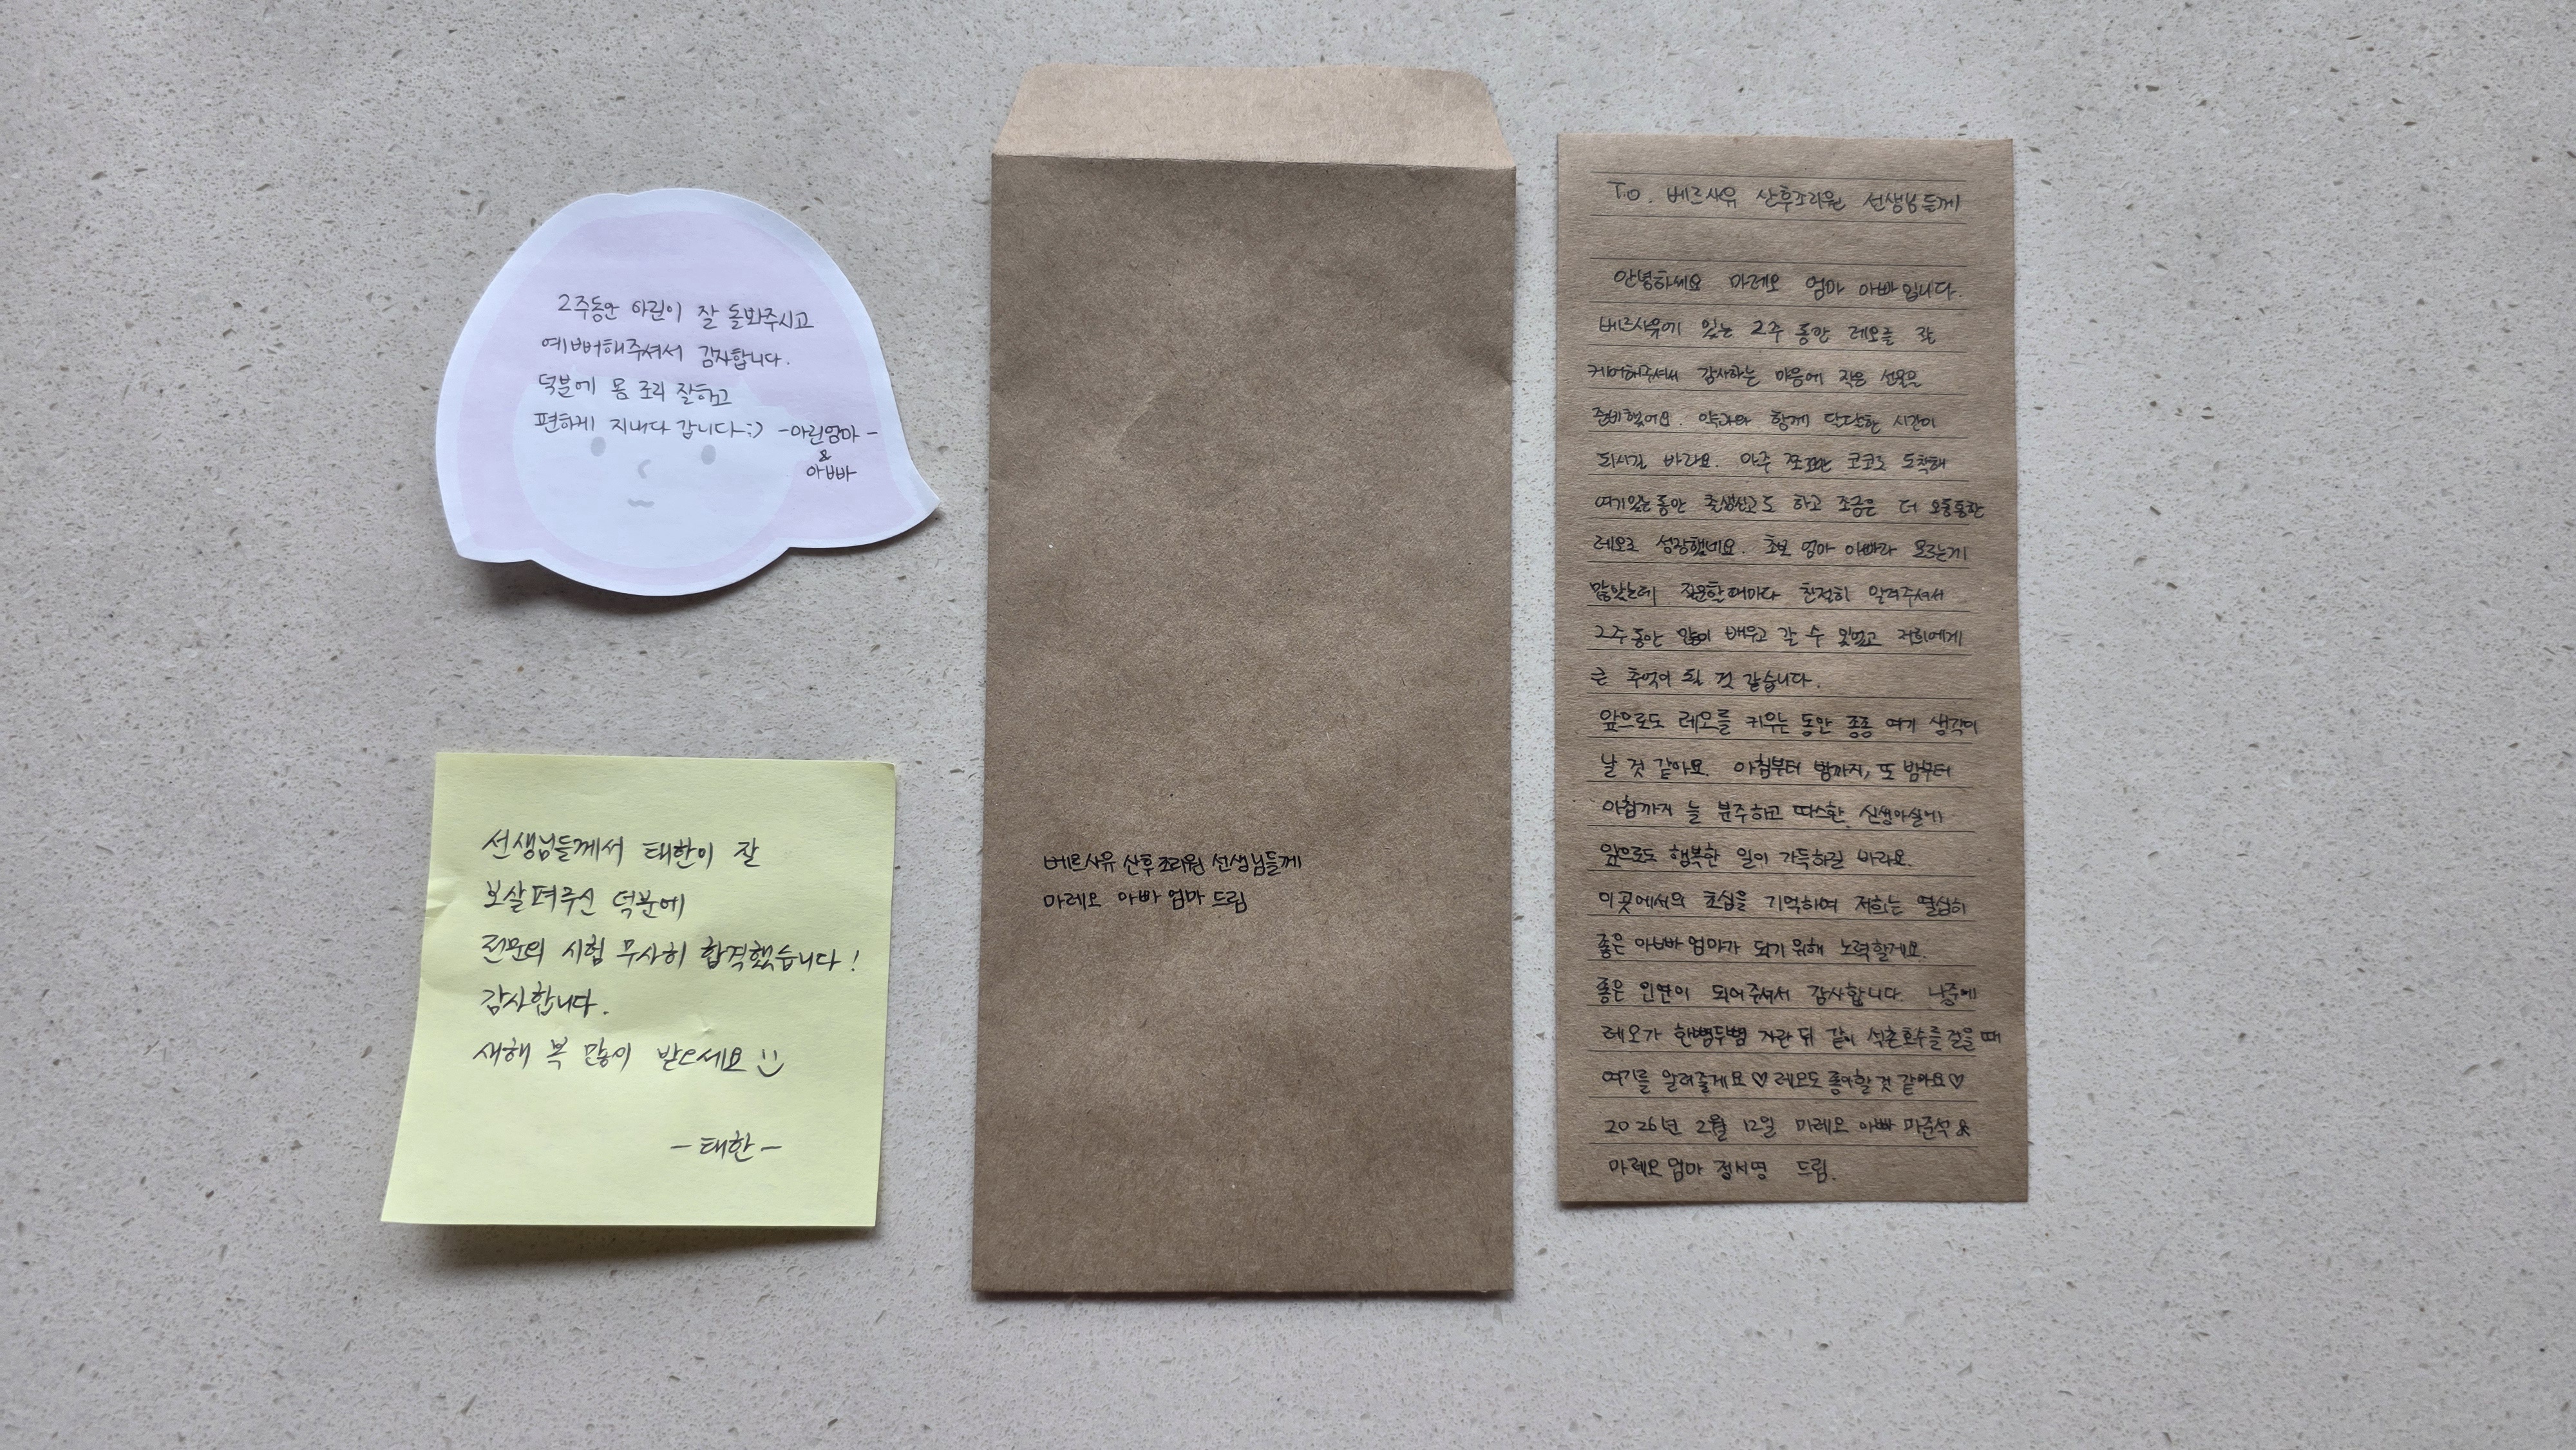 2주동안 아린이 잘 돌봐주시고
예뻐해주셔서 감사합니다.
덕분에 몸 조리 잘하고
편하게 지내다 갑니다:) -아린엄마-
&
아빠
선생님들께서 태한이 잘
보살펴주신 덕분에
전문의 시험 무사히 합격했습니다!
감사합니다.
새해 복 많이 받으세요 :)
-태한-
베르사유 산후조리원 선생님들께
마레오 아빠 엄마 드림
To. 베르사유 산후조리원 선생님들께
안녕하세요 마레오 엄마 아빠입니다.
베르사유에 있는 2주 동안 레오를 잘
케어해주셔서 감사하는 마음에 작은 선물을
준비했어요. 약과와 함께 달달한 시간이
되시길 바라요. 아주 쪼꼬만 코코로 도착해
여기있는동안 출생신고도 하고 조금은 더 오동통한
레오로 성장했네요. 초보 엄마 아빠라 모르는게
많았는데 질문할때마다 친절히 알려주셔서
2주동안 많이 배우고 갈 수 있었고 저희에게
큰 추억이 될 것 같습니다.
앞으로도 레오를 키우는 동안 종종 여기 생각이
날 것 같아요. 아침부터 밤까지, 또 밤부터
아침까지 늘 분주하고 따스한 신생아실에
앞으로도 행복한 일이 가득하길 바라요.
이곳에서의 초심을 기억하며 저희는 열심히
좋은 아빠엄마가 되기위해 노력할게요.
좋은 인연이 되어주셔서 감사합니다. 나중에
레오가 한뼘두뼘 자란 뒤 같이 석촌호수를 걸을 때
여기를 알려줄게요♡ 레오도 좋아할 것 같아요♡
2026년 2월 12일 마레오 아빠 마준석 &
마레오 엄마 정서영 드림.